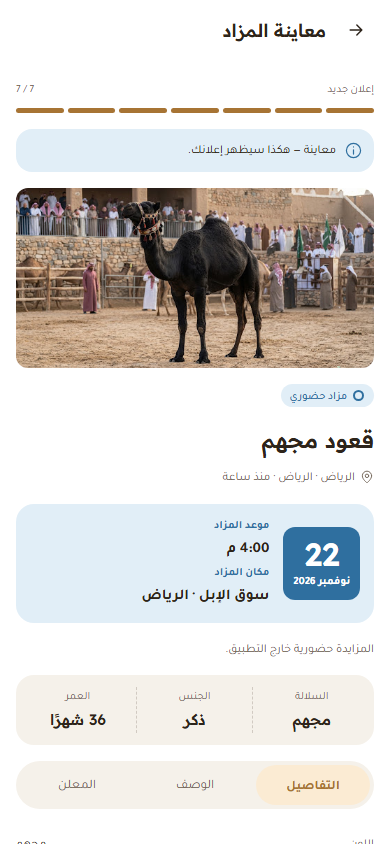 معاينة المزاد
إعلان جديد
7 / 7
معاينة – هكذا سيظهر إعلانك.
مزاد حضوري
قعود مجهم
الرياض · الرياض · منذ ساعة
22
نوفمبر 2026
موعد المزاد
4:00 م
مكان المزاد
سوق الإبل · الرياض
المزايدة حضورية خارج التطبيق.
السلالة
مجهم
الجنس
ذكر
العمر
36 شهرًا
التفاصيل
الوصف
المعلن